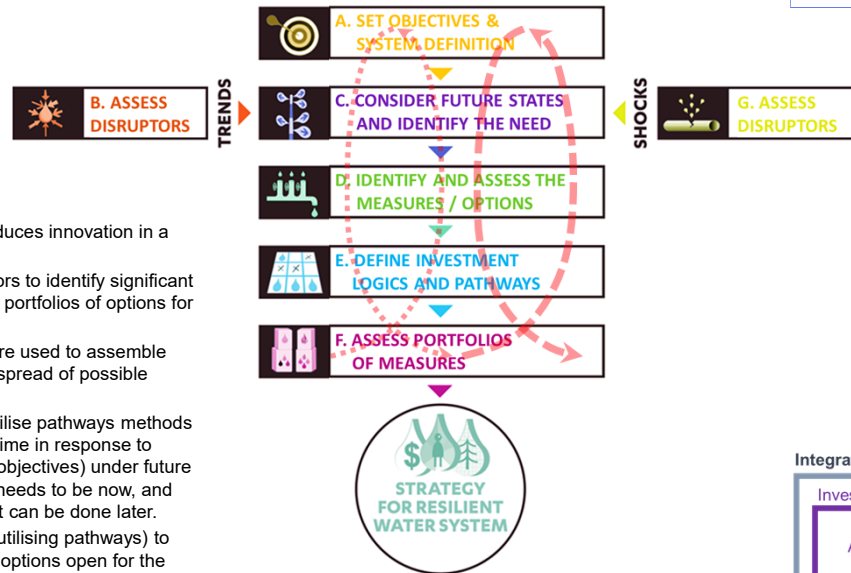 A. SET OBJECTIVES &
SYSTEM DEFINITION
B. ASSESS
DISRUPTORS
TRENDS
C. CONSIDER FUTURE STATES
AND IDENTIFY THE NEED
SHOCKS
G. ASSESS
DISRUPTORS
D. IDENTIFY AND ASSESS THE
MEASURES / OPTIONS
E. DEFINE INVESTMENT
LOGICS AND PATHWAYS
F. ASSESS PORTFOLIOS
OF MEASURES
$
STRATEGY
FOR RESILIENT
WATER SYSTEM
duces innovation in a
ors to identify significant
portfolios of options for
re used to assemble
spread of possible
ilise pathways methods
ime in response to
objectives) under future
needs to be now, and
t can be done later.
utilising pathways) to
options open for the
Integra
Inves
A